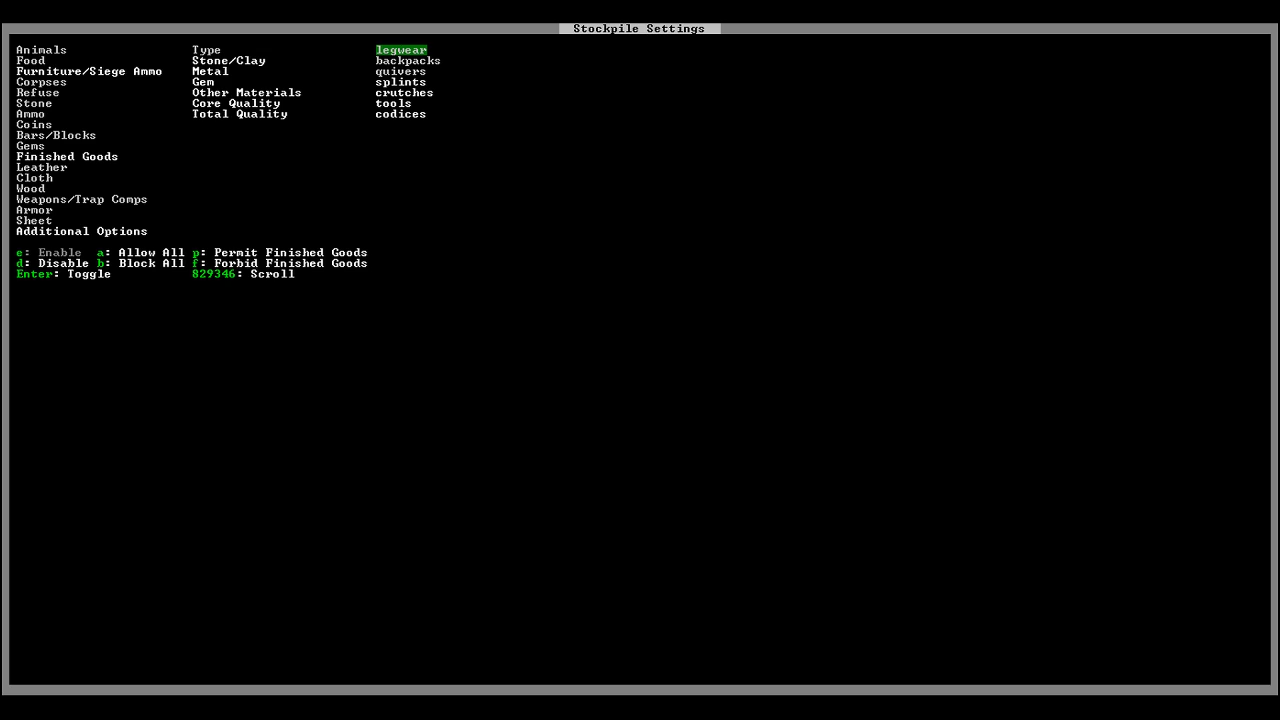 Stockpile Settings
Animals Type legwear
Food Stone/Clay backpacks
Furniture/Siege Ammo Metal quivers
Corpses Gem splints
Refuse Other Materials crutches
Stone Core Quality tools
Ammo Total Quality codices
Coins
Bars/Blocks
Gems
Finished Goods
Leather
Cloth
Wood
Weapons/Trap Comps
Armor
Sheet
Additional Options
e: Enable a: Allow All p: Permit Finished Goods
d: Disable b: Block All f: Forbid Finished Goods
Enter: Toggle 829346: Scroll